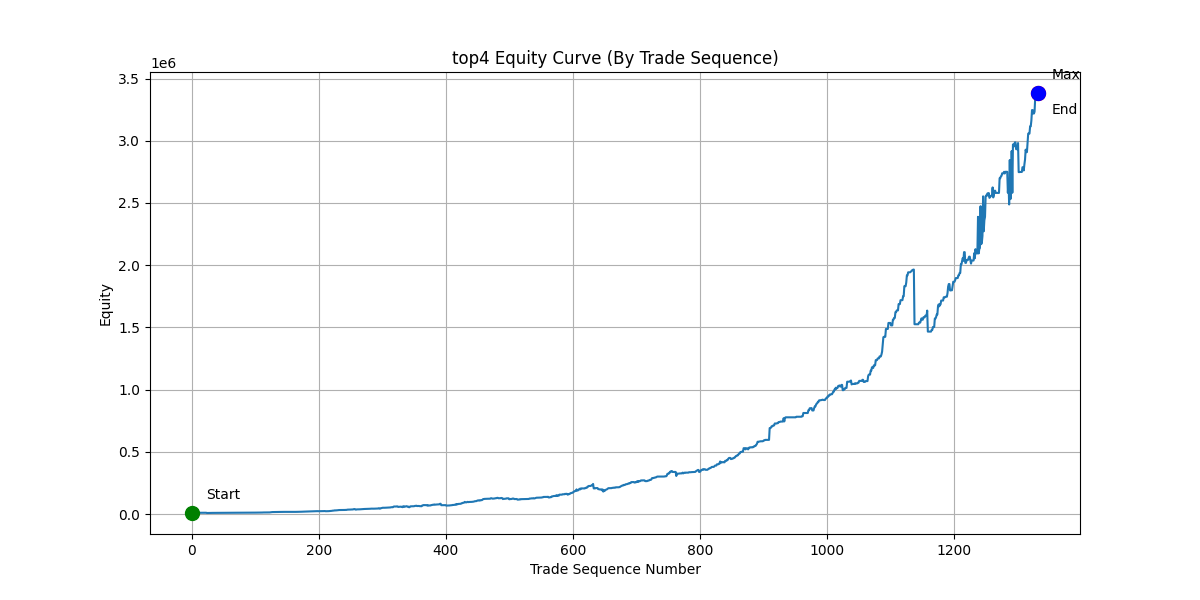 top4 Equity Curve (By Trade Sequence)
1e6
3.5
3.0
2.5
2.0
1.5
1.0
0.5
0.0
Equity
Max
End
Start
0 200 400 600 800 1000 1200
Trade Sequence Number